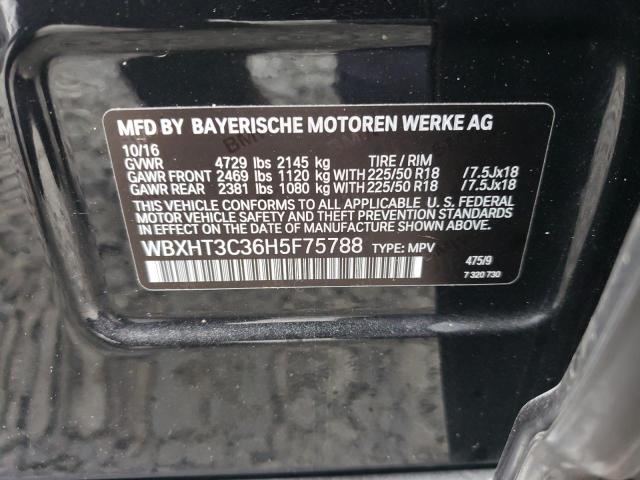 MFD BY BAYERISCHE MOTOREN WERKE AG
10/16
GVWR 4729 lbs 2145 kg TIRE / RIM
GAWR FRONT 2469 lbs 1120 kg WITH 225/50 R18 /7.5Jx18
GAWR REAR 2381 lbs 1080 kg WITH 225/50 R18 /7.5Jx18
THIS VEHICLE CONFORMS TO ALL APPLICABLE U. S. FEDERAL
MOTOR VEHICLE SAFETY AND THEFT PREVENTION STANDARDS
IN EFFECT ON THE DATE OF MANUFACTURE SHOWN ABOVE.
WBXHT3C36H5F75788 TYPE: MPV
475/9
7 320 730